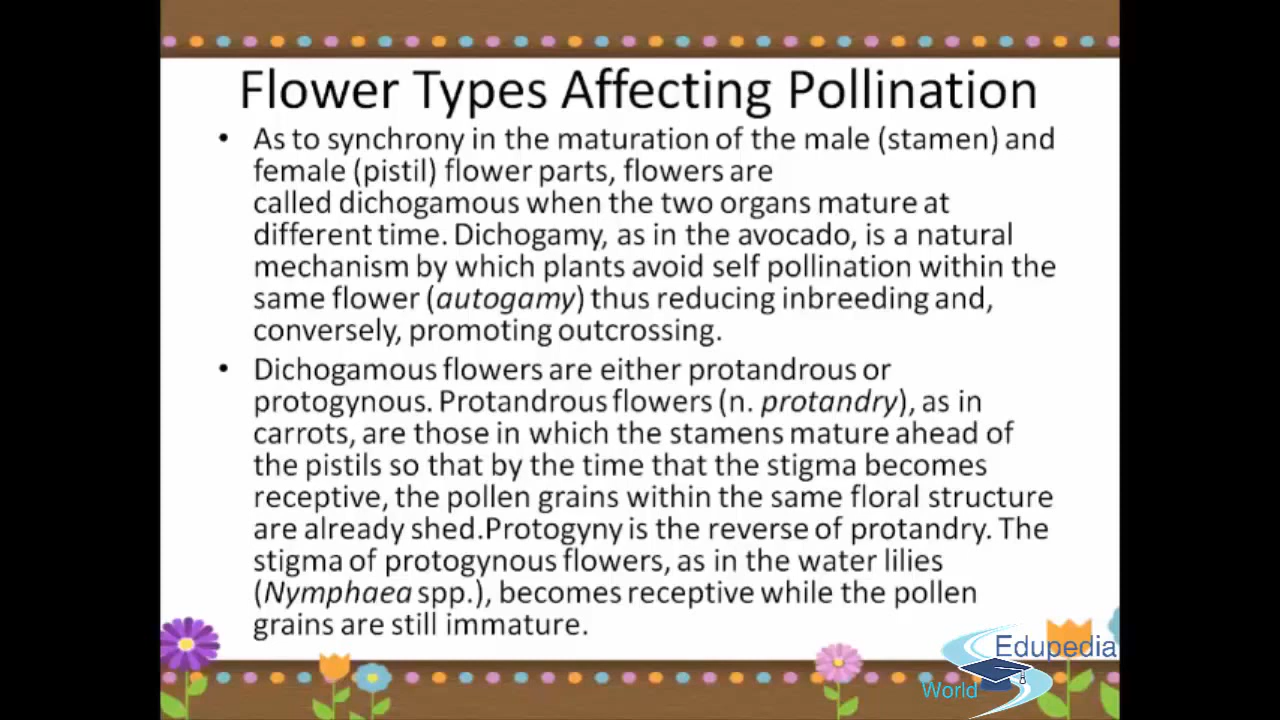 Flower Types Affecting Pollination
• As to synchrony in the maturation of the male (stamen) and
female (pistil) flower parts, flowers are
called dichogamous when the two organs mature at
different time. Dichogamy, as in the avocado, is a natural
mechanism by which plants avoid self pollination within the
same flower (autogamy) thus reducing inbreeding and,
conversely, promoting outcrossing.
• Dichogamous flowers are either protandrous or
protogynous. Protandrous flowers (n. protandry), as in
carrots, are those in which the stamens mature ahead of
the pistils so that by the time that the stigma becomes
receptive, the pollen grains within the same floral structure
are already shed.Protogyny is the reverse of protandry. The
stigma of protogynous flowers, as in the water lilies
(Nymphaea spp.), becomes receptive while the pollen
grains are still immature.
Edupedia
World